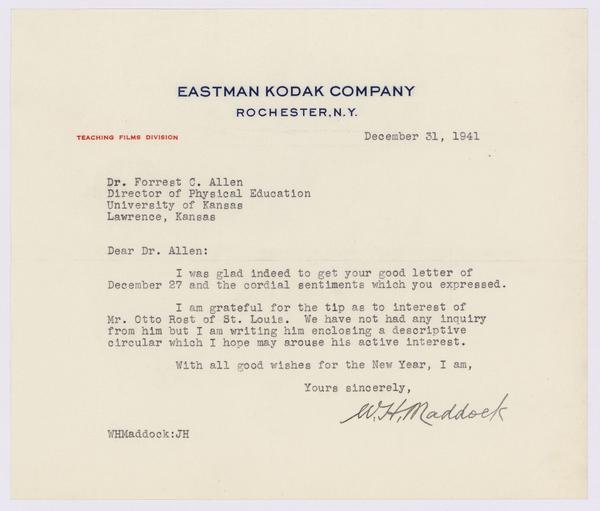 EASTMAN KODAK COMPANY
ROCHESTER, N.Y.
TEACHING FILMS DIVISION
December 31, 1941
Dr. Forrest C. Allen
Director of Physical Education
University of Kansas
Lawrence, Kansas
Dear Dr. Allen:
I was glad indeed to get your good letter of
December 27 and the cordial sentiments which you expressed.
I am grateful for the tip as to interest of
Mr. Otto Rost of St. Louis. We have not had any inquiry
from him but I am writing him enclosing a descriptive
circular which I hope may arouse his active interest.
With all good wishes for the New Year, I am,
Yours sincerely,
W.H. Maddock
WHMaddock:JH